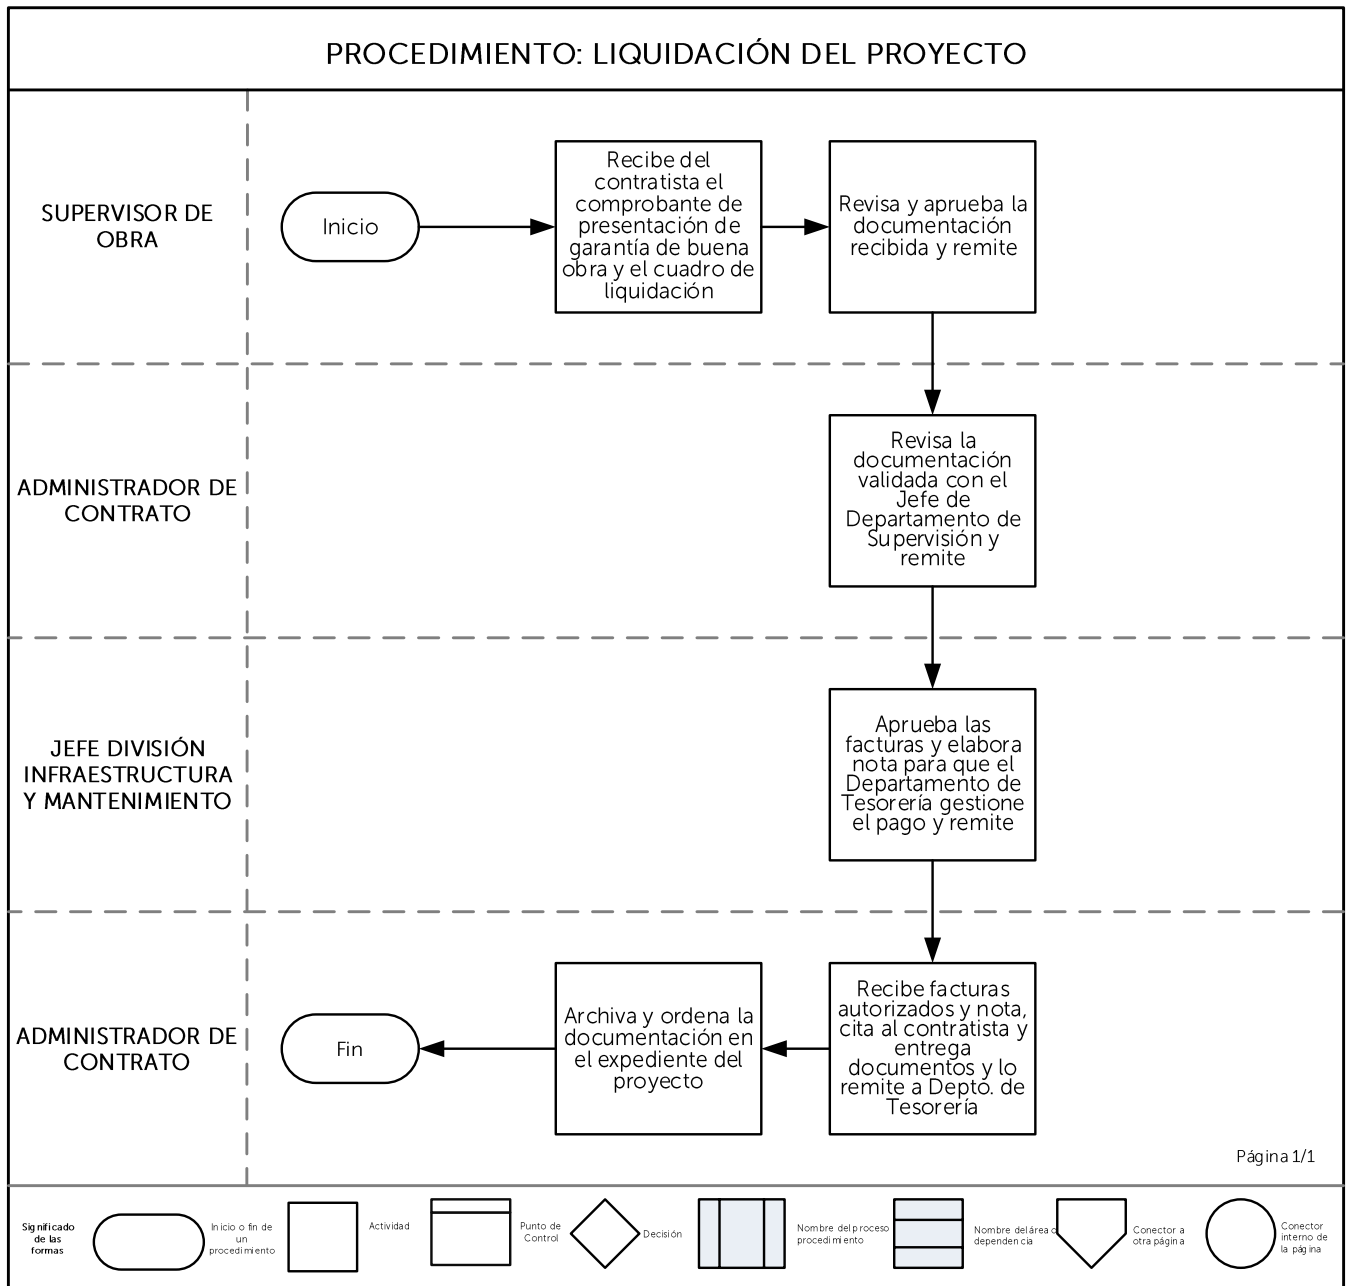 PROCEDIMIENTO: LIQUIDACIÓN DEL PROYECTO
SUPERVISOR DE
OBRA
Inicio
Recibe del
contratista el
comprobante de
presentación de
garantía de buena
obra y el cuadro de
liquidación
Revisa y aprueba la
documentación
recibida y remite
ADMINISTRADOR DE
CONTRATO
Revisa la
documentación
validada con el
Jefe de
Departamento de
Supervisión y
remite
JEFE DIVISIÓN
INFRAESTRUCTURA
Y MANTENIMIENTO
Aprueba las
facturas y elabora
nota para que el
Departamento de
Tesorería gestione
el pago y remite
ADMINISTRADOR DE
CONTRATO
Fin
Archiva y ordena la
documentación en
el expediente del
proyecto
Recibe facturas
autorizados y nota,
cita al contratista y
entrega
documentos y lo
remite a Depto. de
Tesorería
Página 1/1
Significado
de las
formas
Inicio o fin de
un
procedimiento
Actividad
Punto de
Control
Decisión
Nombre del proceso
procedimiento
Nombre del área o
dependencia
Conector a
otra página
Conector
interno de
la página